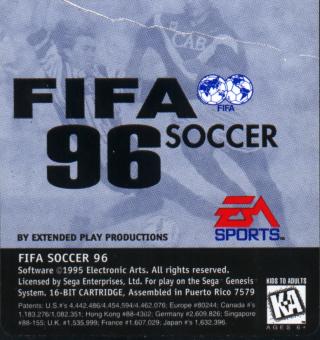 CAB
FIFA
FIFA
96 SOCCER
EA
SPORTS™
BY EXTENDED PLAY PRODUCTIONS
FIFA SOCCER 96
Software ©1995 Electronic Arts. All rights reserved.
Licensed by Sega Enterprises, Ltd. For play on the Sega Genesis
System. 16-BIT CARTRIDGE, Assembled in Puerto Rico 7579
Patents: U.S.#'s 4,442,486/4,454,594/4,462,076; Europe #80244; Canada #'s
1,183,276/1,082,351; Hong Kong #88-4302; Germany #2,609,826; Singapore
#88-155; U.K. #1,535,999; France #1,607,029; Japan #'s 1,632,396.
KIDS TO ADULTS
K-A
AGES 6+